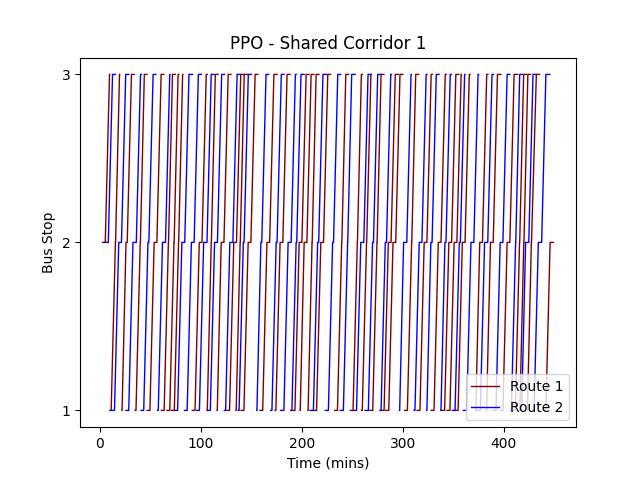 PPO - Shared Corridor 1
3
2
1
Bus Stop
0 100 200 300 400
Time (mins)
Route 1
Route 2